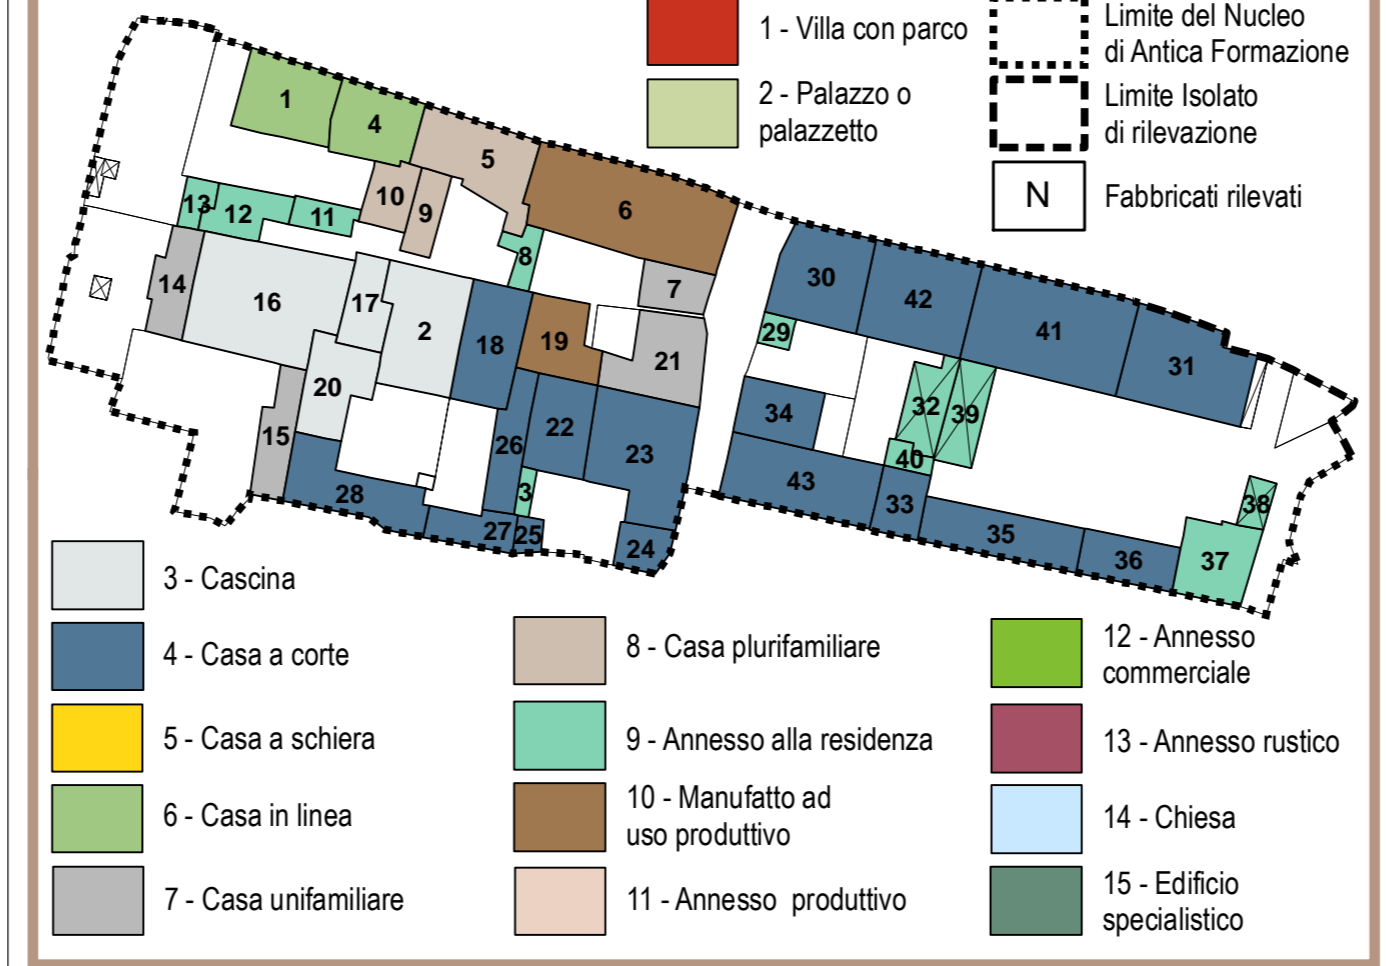 1 - Villa con parco
2 - Palazzo o
palazzetto
Limite del Nucleo
di Antica Formazione
Limite Isolato
di rilevazione
N
Fabbricati rilevati
1
4
5
10
9
6
13
12
11
8
7
14
16
17
2
18
19
21
20
15
26
22
23
3
28
27
25
24
30
42
41
31
29
34
32
39
40
43
33
35
36
37
38
3 - Cascina
4 - Casa a corte
5 - Casa a schiera
6 - Casa in linea
7 - Casa unifamiliare
8 - Casa plurifamiliare
9 - Annesso alla residenza
10 - Manufatto ad
uso produttivo
11 - Annesso produttivo
12 - Annesso
commerciale
13 - Annesso rustico
14 - Chiesa
15 - Edificio
specialistico